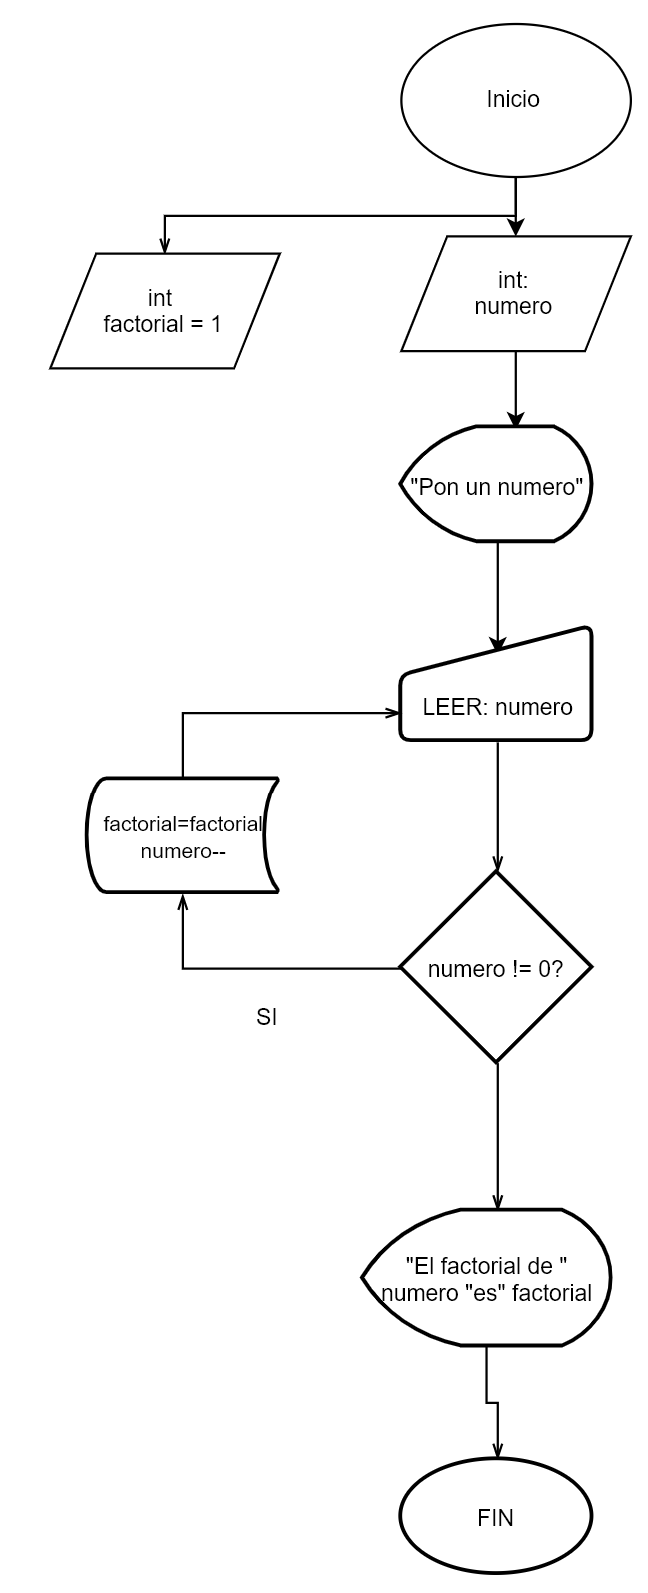 Inicio
int
factorial = 1
int:
numero
"Pon un numero"
LEER: numero
factorial=factorial
numero--
numero != 0?
SI
"El factorial de "
numero "es" factorial
FIN